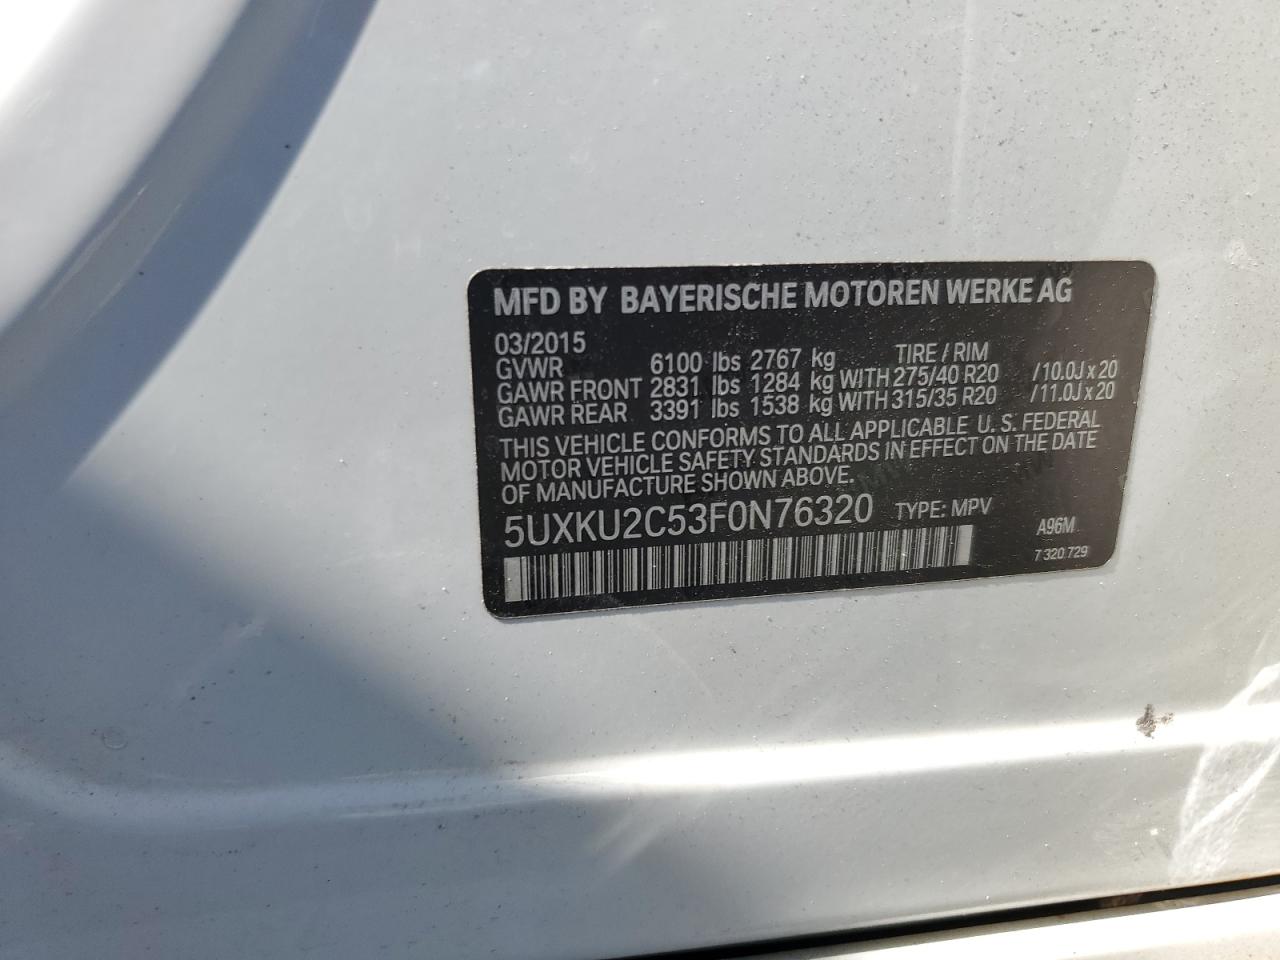 MFD BY BAYERISCHE MOTOREN WERKE AG
03/2015
GVWR 6100 lbs 2767 kg TIRE / RIM
GAWR FRONT 2831 lbs 1284 kg WITH 275/40 R20 /10.0J x 20
GAWR REAR 3391 lbs 1538 kg WITH 315/35 R20 /11.0J x 20
THIS VEHICLE CONFORMS TO ALL APPLICABLE U. S. FEDERAL
MOTOR VEHICLE SAFETY STANDARDS IN EFFECT ON THE DATE
OF MANUFACTURE SHOWN ABOVE.
5UXKU2C53F0N76320 TYPE: MPV
A96M
7 320 729